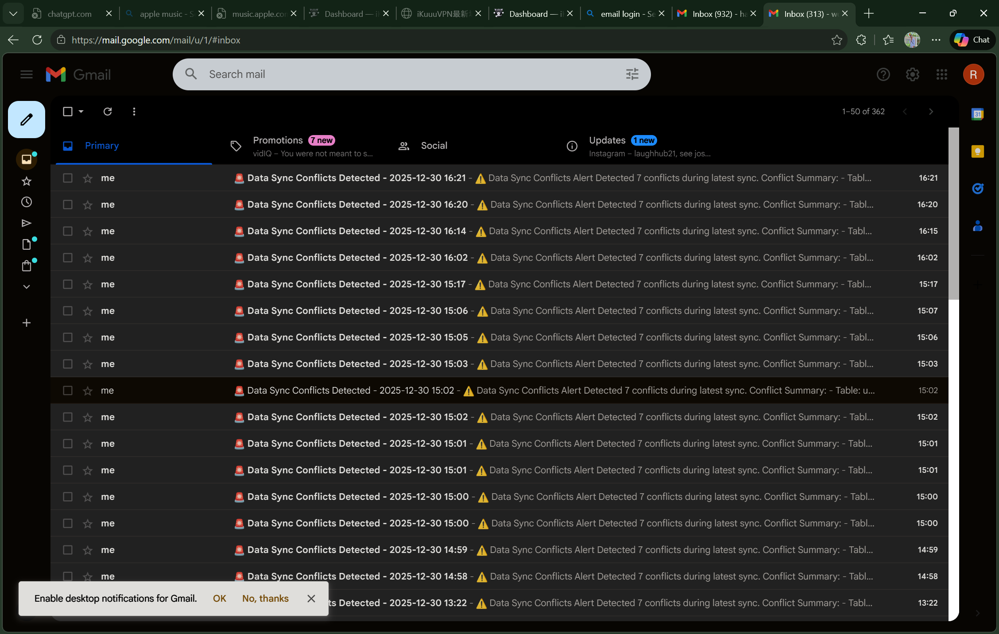 chatgpt.com
apple music - S
music.apple.co
Dashboard — i
iKuuuVPN最新
Dashboard — i
email login - Se
Inbox (932) - ha
Inbox (313) - w
https://mail.google.com/mail/u/1/#inbox
Chat
Gmail
Search mail
R
1–50 of 362
31
Primary
Promotions 7 new
vidIQ – You were not meant to s...
Social
Updates 1 new
Instagram – laughhub21, see jos...
me 🚨 Data Sync Conflicts Detected - 2025-12-30 16:21 - ⚠️ Data Sync Conflicts Alert Detected 7 conflicts during latest sync. Conflict Summary: - Tabl... 16:21
me 🚨 Data Sync Conflicts Detected - 2025-12-30 16:20 - ⚠️ Data Sync Conflicts Alert Detected 7 conflicts during latest sync. Conflict Summary: - Tabl... 16:20
me 🚨 Data Sync Conflicts Detected - 2025-12-30 16:14 - ⚠️ Data Sync Conflicts Alert Detected 7 conflicts during latest sync. Conflict Summary: - Tabl... 16:15
me 🚨 Data Sync Conflicts Detected - 2025-12-30 16:02 - ⚠️ Data Sync Conflicts Alert Detected 7 conflicts during latest sync. Conflict Summary: - Tabl... 16:02
me 🚨 Data Sync Conflicts Detected - 2025-12-30 15:17 - ⚠️ Data Sync Conflicts Alert Detected 7 conflicts during latest sync. Conflict Summary: - Tabl... 15:17
me 🚨 Data Sync Conflicts Detected - 2025-12-30 15:06 - ⚠️ Data Sync Conflicts Alert Detected 7 conflicts during latest sync. Conflict Summary: - Tabl... 15:07
me 🚨 Data Sync Conflicts Detected - 2025-12-30 15:05 - ⚠️ Data Sync Conflicts Alert Detected 7 conflicts during latest sync. Conflict Summary: - Tabl... 15:06
me 🚨 Data Sync Conflicts Detected - 2025-12-30 15:03 - ⚠️ Data Sync Conflicts Alert Detected 7 conflicts during latest sync. Conflict Summary: - Tabl... 15:03
me 🚨 Data Sync Conflicts Detected - 2025-12-30 15:02 - ⚠️ Data Sync Conflicts Alert Detected 7 conflicts during latest sync. Conflict Summary: - Table: u... 15:02
me 🚨 Data Sync Conflicts Detected - 2025-12-30 15:02 - ⚠️ Data Sync Conflicts Alert Detected 7 conflicts during latest sync. Conflict Summary: - Tabl... 15:02
me 🚨 Data Sync Conflicts Detected - 2025-12-30 15:01 - ⚠️ Data Sync Conflicts Alert Detected 7 conflicts during latest sync. Conflict Summary: - Tabl... 15:01
me 🚨 Data Sync Conflicts Detected - 2025-12-30 15:01 - ⚠️ Data Sync Conflicts Alert Detected 7 conflicts during latest sync. Conflict Summary: - Tabl... 15:01
me 🚨 Data Sync Conflicts Detected - 2025-12-30 15:00 - ⚠️ Data Sync Conflicts Alert Detected 7 conflicts during latest sync. Conflict Summary: - Tabl... 15:00
me 🚨 Data Sync Conflicts Detected - 2025-12-30 15:00 - ⚠️ Data Sync Conflicts Alert Detected 7 conflicts during latest sync. Conflict Summary: - Tabl... 15:00
me 🚨 Data Sync Conflicts Detected - 2025-12-30 14:59 - ⚠️ Data Sync Conflicts Alert Detected 7 conflicts during latest sync. Conflict Summary: - Tabl... 14:59
me 🚨 Data Sync Conflicts Detected - 2025-12-30 14:58 - ⚠️ Data Sync Conflicts Alert Detected 7 conflicts during latest sync. Conflict Summary: - Tabl... 14:58
ts Detected - 2025-12-30 13:22 - ⚠️ Data Sync Conflicts Alert Detected 7 conflicts during latest sync. Conflict Summary: - Tabl... 13:22
Enable desktop notifications for Gmail. OK No, thanks